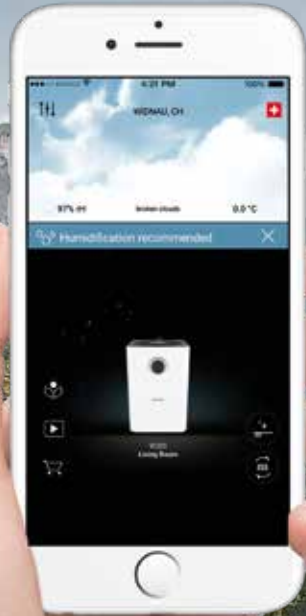 4:21 PM 100%
WIDNAU, CH
97% rH broken clouds 0.0 °C
Humidification recommended
Living Room